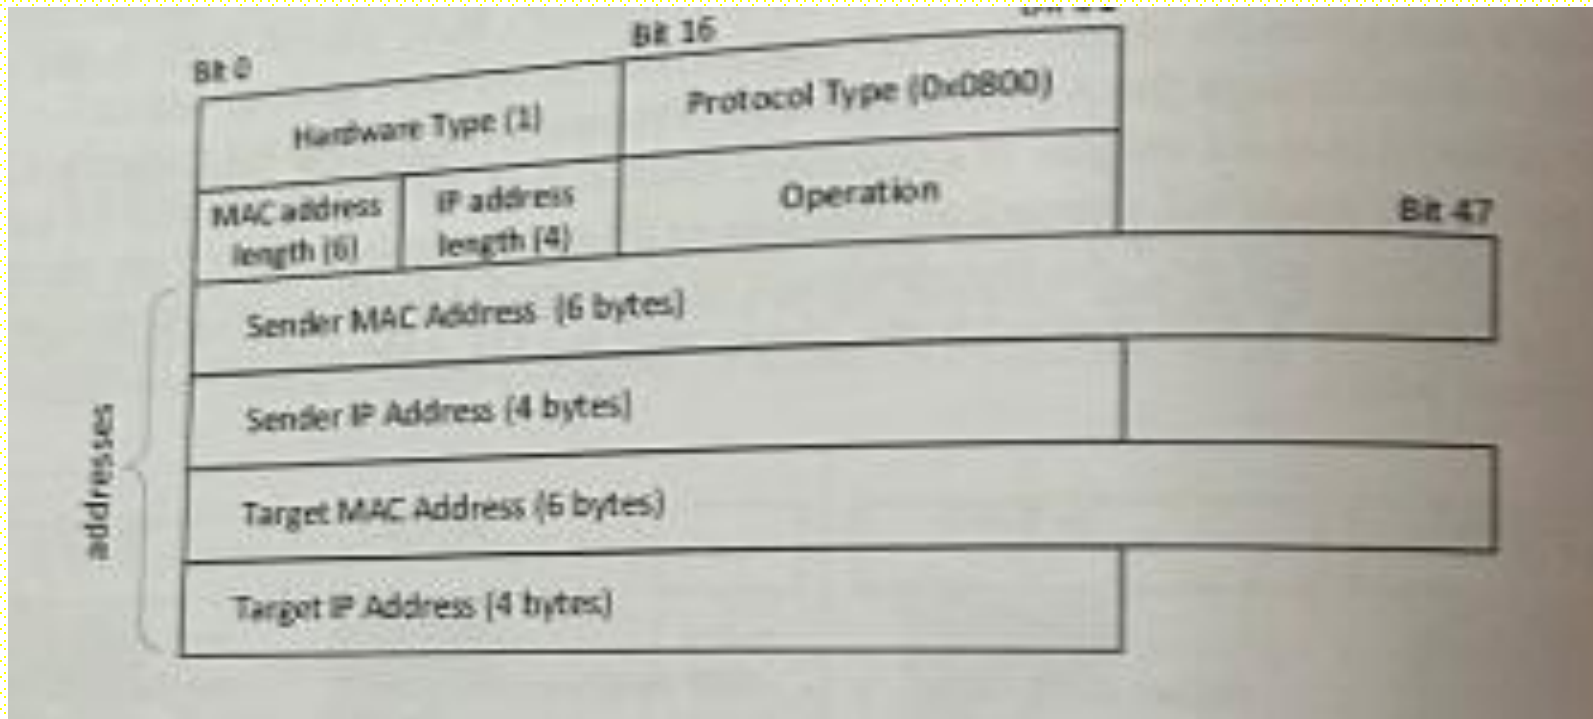 Bit 0
Bit 16
Hardware Type (1)
Protocol Type (0x0800)
MAC address
length (6)
IP address
length (4)
Operation
Bit 47
Sender MAC Address (6 bytes)
Sender IP Address (4 bytes)
Target MAC Address (6 bytes)
Target IP Address (4 bytes)
addresses